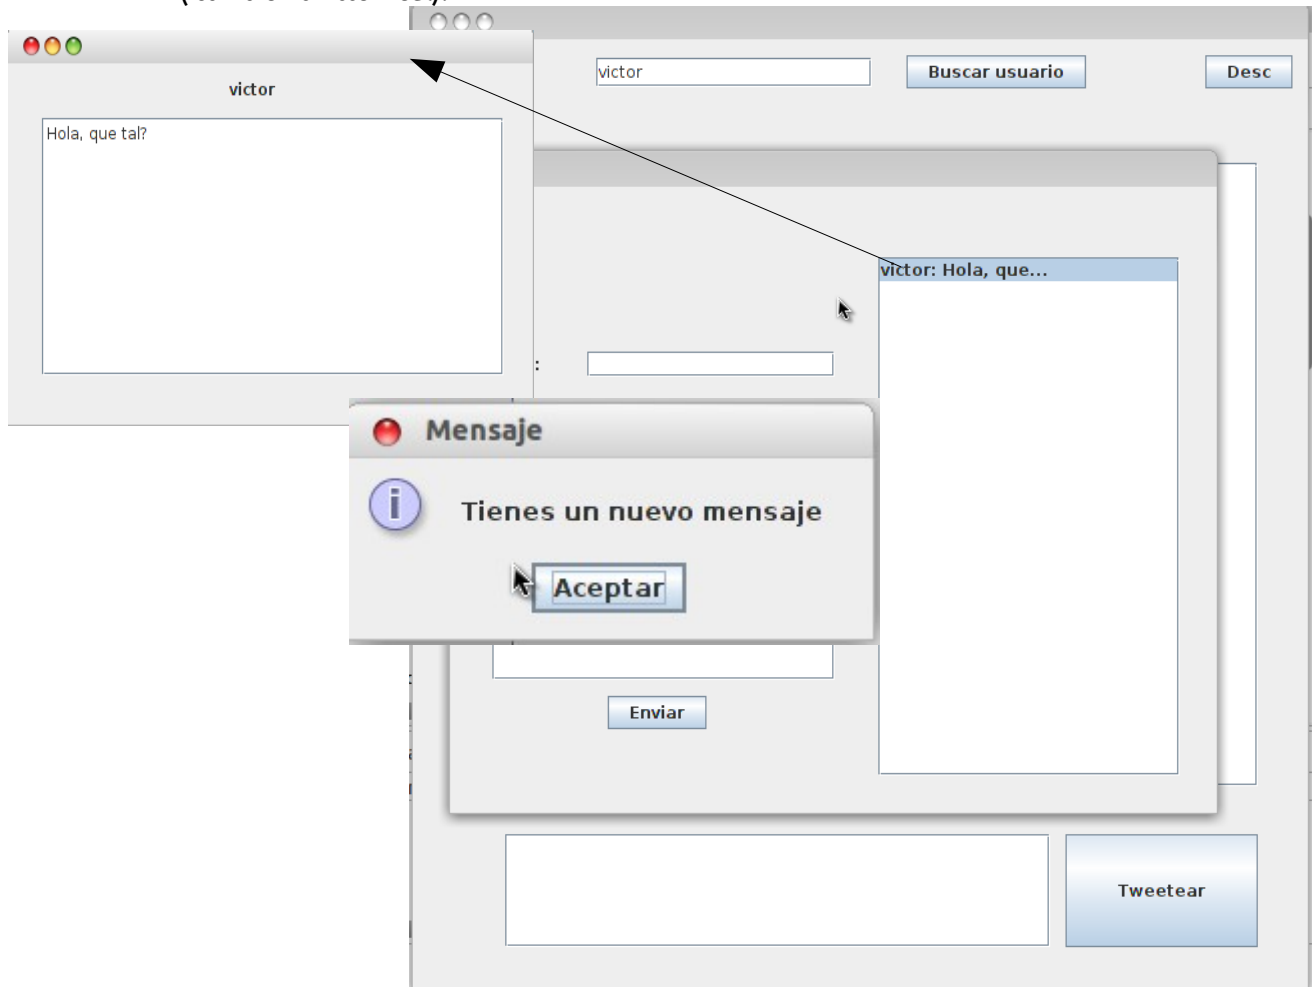 victor
Buscar usuario
Desc
victor
Hola, que tal?
victor: Hola, que...
:
Mensaje
Tienes un nuevo mensaje
Aceptar
Enviar
Tweetear